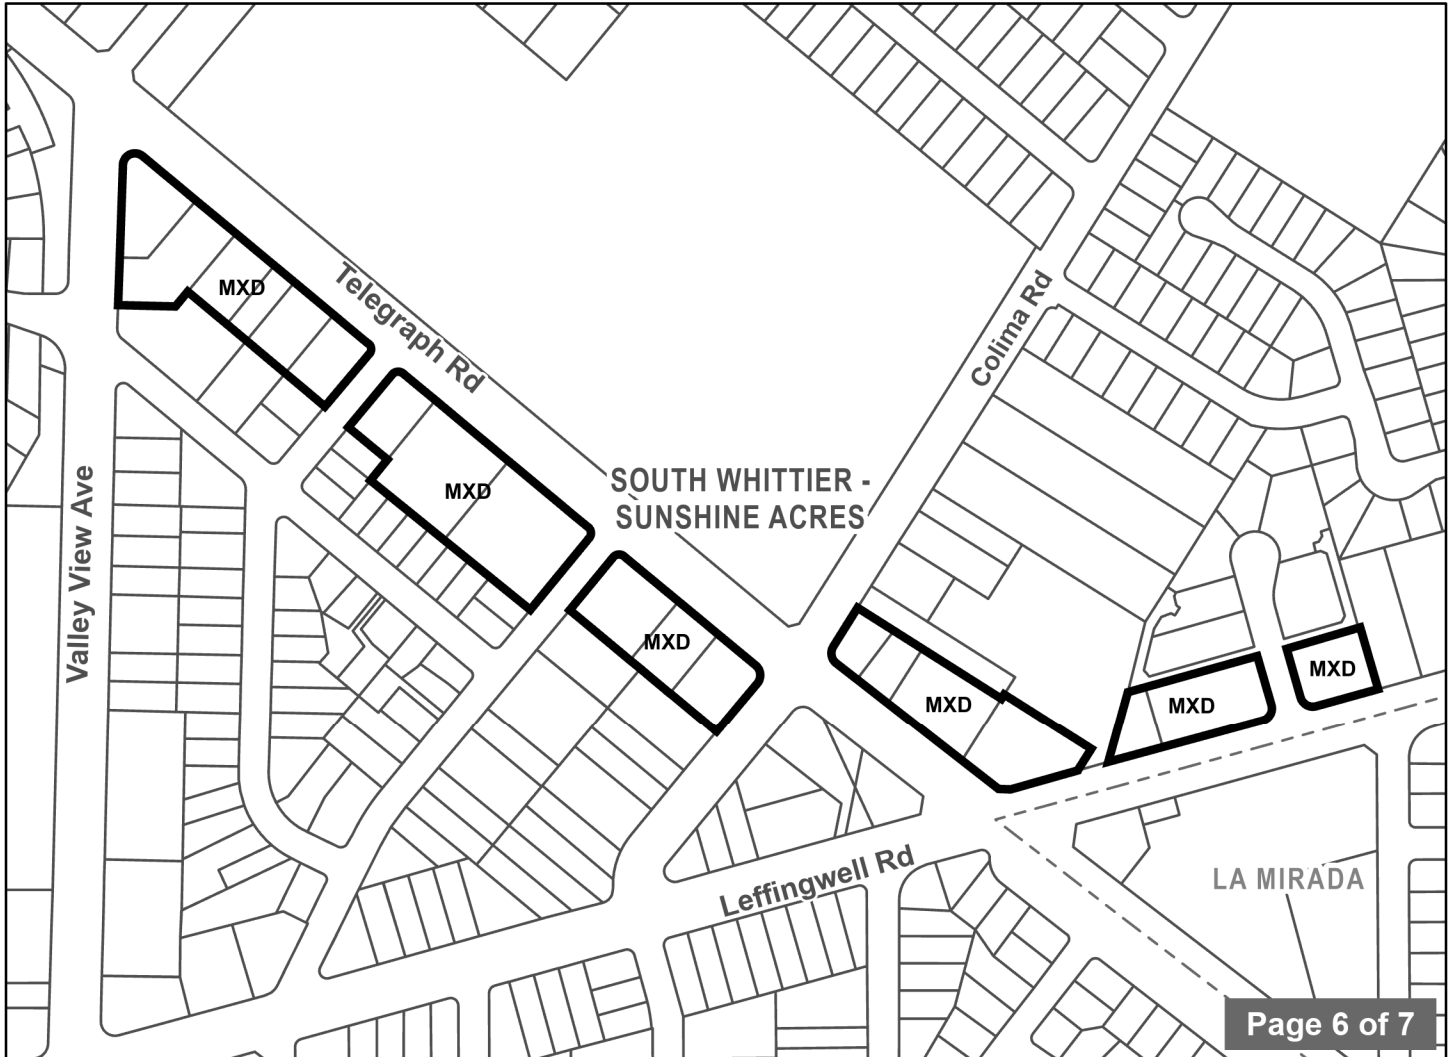 MXD
Telegraph Rd
Colima Rd
MXD
SOUTH WHITTIER -
SUNSHINE ACRES
Valley View Ave
MXD
MXD
MXD
MXD
Leffingwell Rd
LA MIRADA
Page 6 of 7